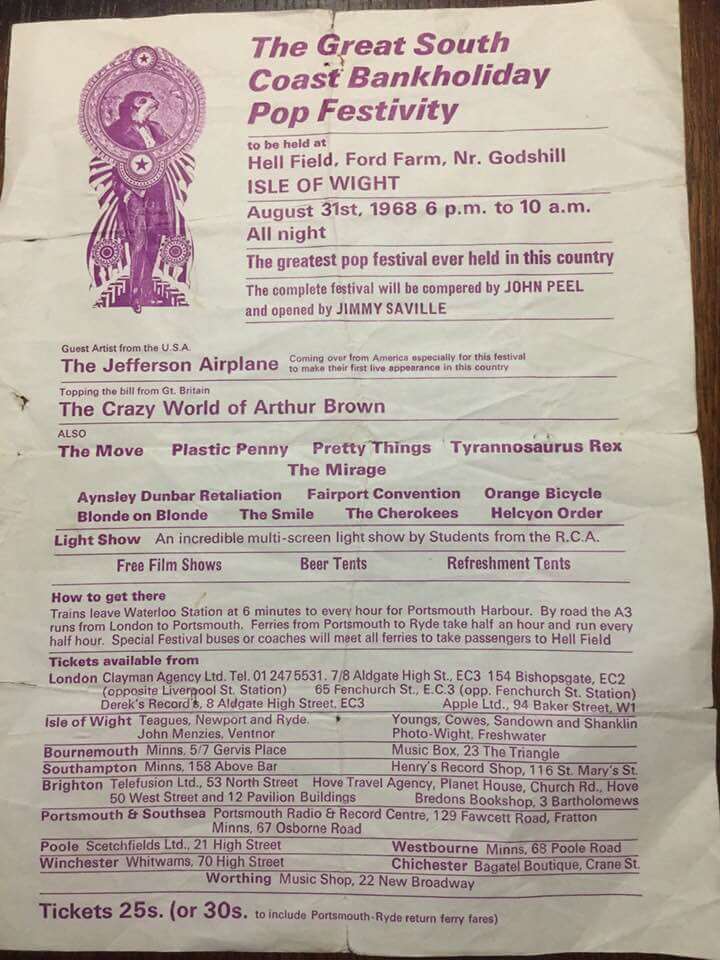 The Great South
Coast Bankholiday
Pop Festivity
to be held at
Hell Field, Ford Farm, Nr. Godshill
ISLE OF WIGHT
August 31st, 1968 6 p.m. to 10 a.m.
All night
The greatest pop festival ever held in this country
The complete festival will be compered by JOHN PEEL
and opened by JIMMY SAVILLE
Guest Artist from the U.S.A.
The Jefferson Airplane Coming over from America especially for this festival
to make their first live appearance in this country
Topping the bill from Gt. Britain
The Crazy World of Arthur Brown
ALSO
The Move Plastic Penny Pretty Things Tyrannosaurus Rex
The Mirage
Aynsley Dunbar Retaliation Fairport Convention Orange Bicycle
Blonde on Blonde The Smile The Cherokees Helcyon Order
Light Show An incredible multi-screen light show by Students from the R.C.A.
Free Film Shows Beer Tents Refreshment Tents
How to get there
Trains leave Waterloo Station at 6 minutes to every hour for Portsmouth Harbour. By road the A3
runs from London to Portsmouth. Ferries from Portsmouth to Ryde take half an hour and run every
half hour. Special Festival buses or coaches will meet all ferries to take passengers to Hell Field
Tickets available from
London Clayman Agency Ltd. Tel. 01 247 5531. 7/8 Aldgate High St., EC3 154 Bishopsgate, EC2
(opposite Liverpool St. Station) 65 Fenchurch St., E.C.3 (opp. Fenchurch St. Station)
Derek's Records, 8 Aldgate High Street, EC3 Apple Ltd., 94 Baker Street, W1
Isle of Wight Teagues, Newport and Ryde. Youngs, Cowes, Sandown and Shanklin
John Menzies, Ventnor Photo-Wight, Freshwater
Bournemouth Minns, 5/7 Gervis Place Music Box, 23 The Triangle
Southampton Minns, 158 Above Bar Henry's Record Shop, 116 St. Mary's St.
Brighton Telefusion Ltd., 53 North Street Hove Travel Agency, Planet House, Church Rd., Hove
50 West Street and 12 Pavilion Buildings Bredons Bookshop, 3 Bartholomews
Portsmouth & Southsea Portsmouth Radio & Record Centre, 129 Fawcett Road, Fratton
Minns, 67 Osborne Road
Poole Scetchfields Ltd., 21 High Street Westbourne Minns, 68 Poole Road
Winchester Whitwams, 70 High Street Chichester Bagatel Boutique, Crane St.
Worthing Music Shop, 22 New Broadway
Tickets 25s. (or 30s. to include Portsmouth-Ryde return ferry fares)